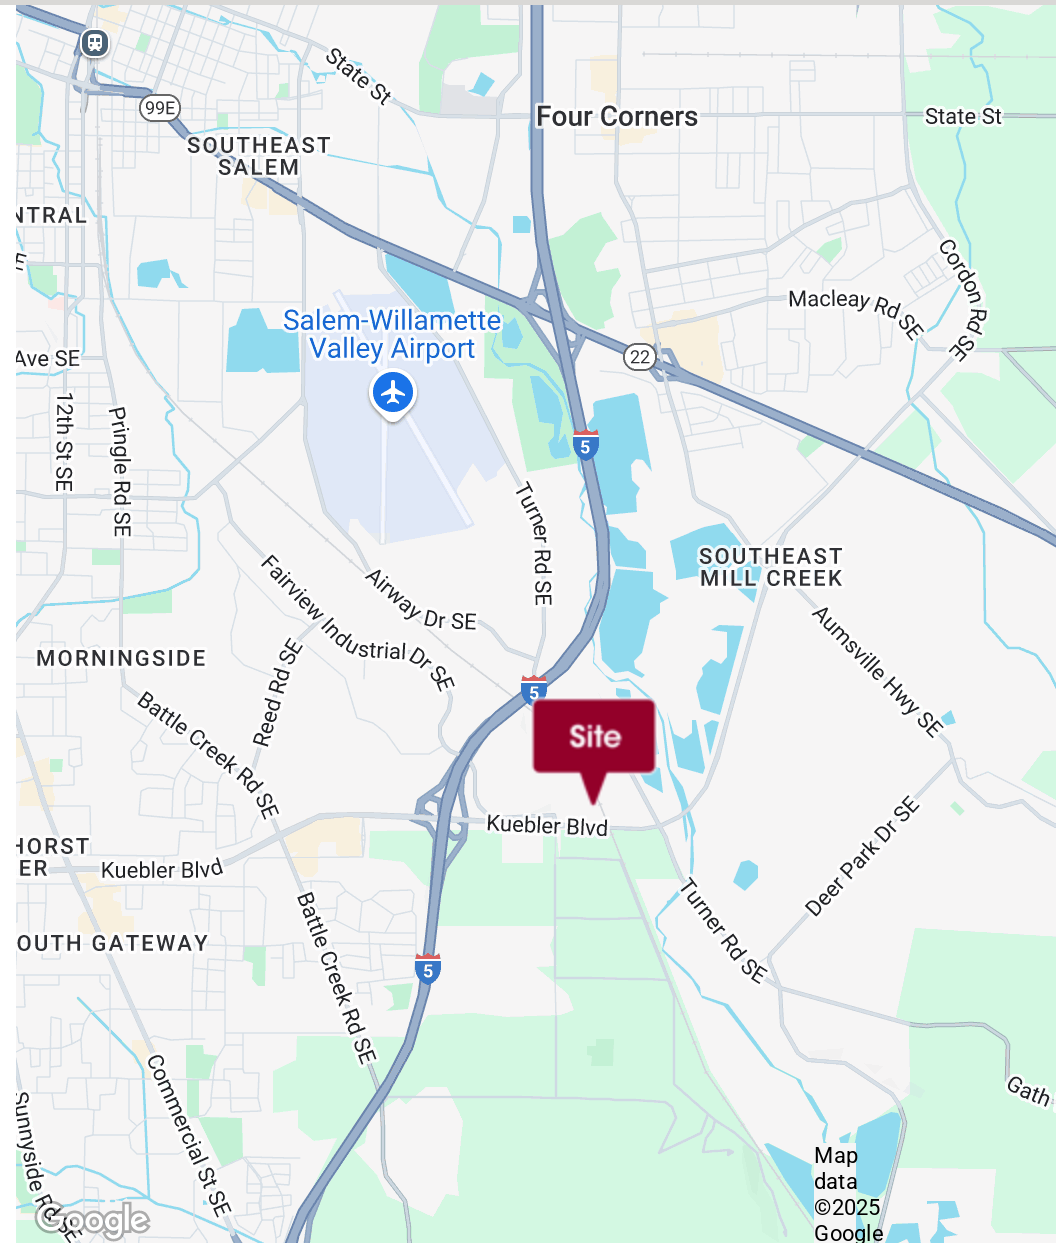 State St
99E
Four Corners
State St
SOUTHEAST
SALEM
NTRAL
Cordon Rd SE
Macleay Rd SE
Salem-Willamette
Valley Airport
Ave SE
22
12th St SE
Pringle Rd SE
5
Turner Rd SE
SOUTHEAST
MILL CREEK
Fairview Industrial Dr SE
Airway Dr SE
Aumsville Hwy SE
Reed Rd SE
MORNINGSIDE
5
Battle Creek Rd SE
Site
Kuebler Blvd
Deer Park Dr SE
HORST
ER
Kuebler Blvd
Turner Rd SE
Battle Creek Rd SE
OUTH GATEWAY
5
Commercial St SE
Gath
Sunnyside Rd SE
Map
data
©2025
Google
Google